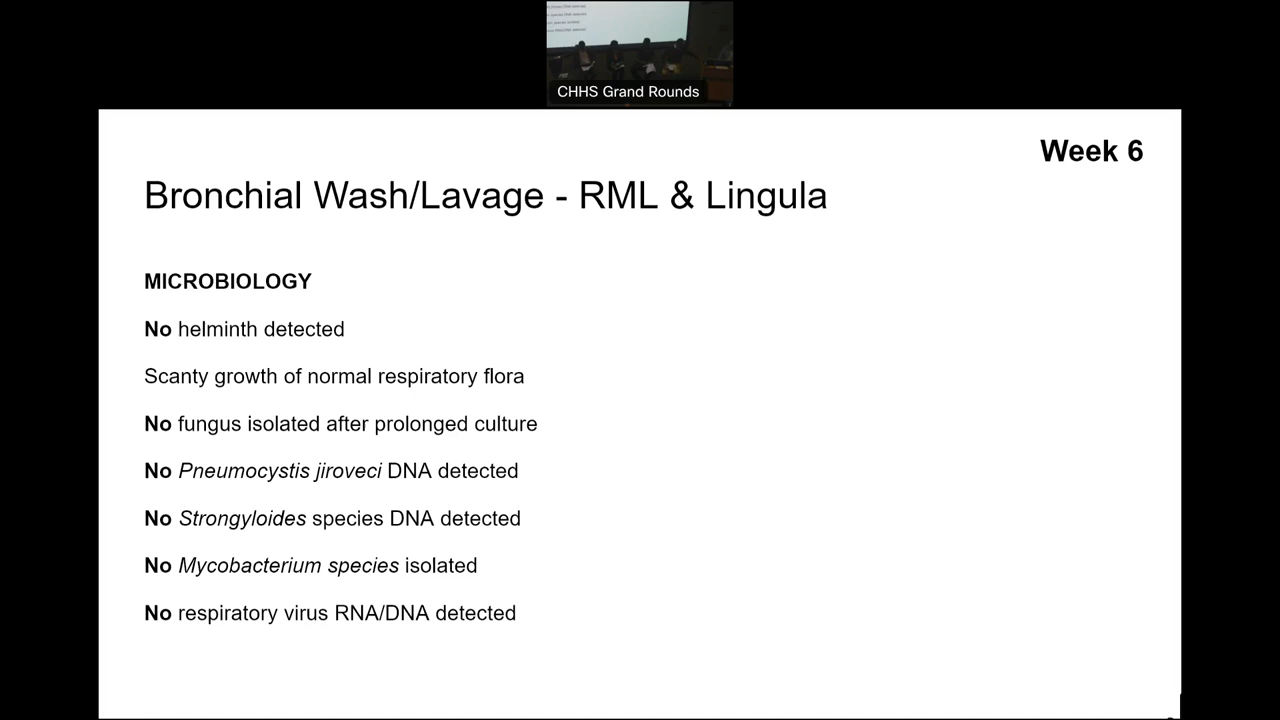 CHHS Grand Rounds
Week 6
Bronchial Wash/Lavage - RML & Lingula
MICROBIOLOGY
No helminth detected
Scanty growth of normal respiratory flora
No fungus isolated after prolonged culture
No Pneumocystis jiroveci DNA detected
No Strongyloides species DNA detected
No Mycobacterium species isolated
No respiratory virus RNA/DNA detected